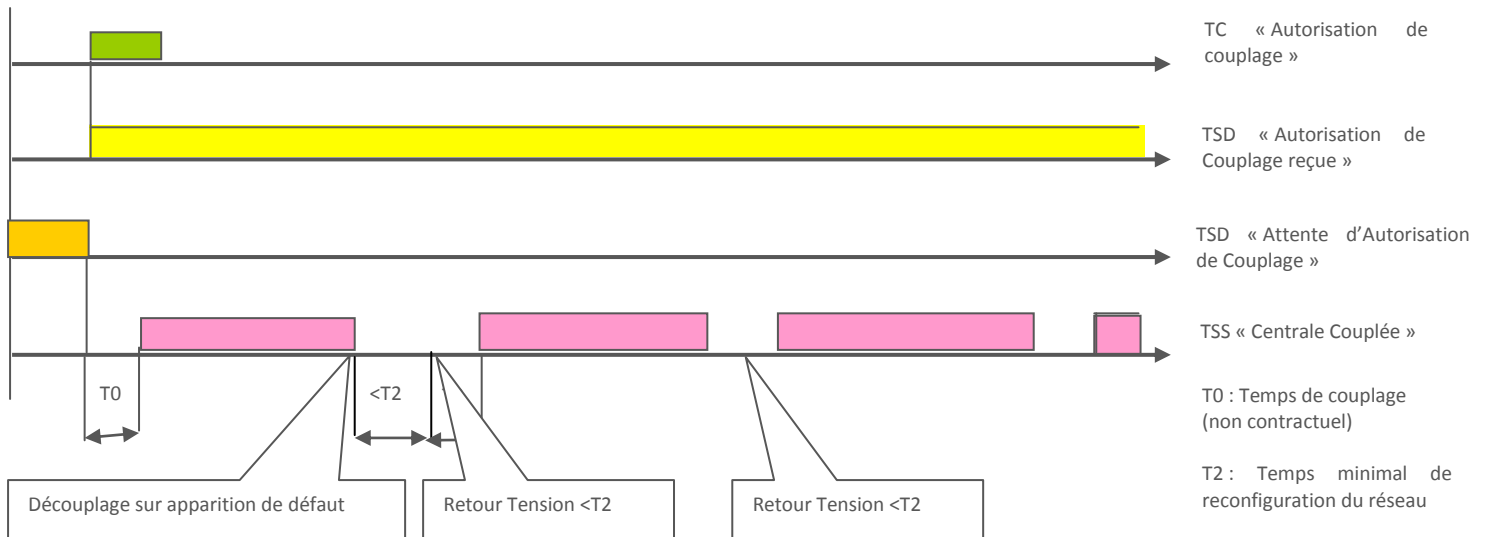 TC « Autorisation de
couplage »
TSD « Autorisation de
Couplage reçue »
TSD « Attente d'Autorisation
de Couplage »
TSS « Centrale Couplée »
T0
<T2
T0 : Temps de couplage
(non contractuel)
T2 : Temps minimal de
reconfiguration du réseau
Découplage sur apparition de défaut
Retour Tension <T2
Retour Tension <T2